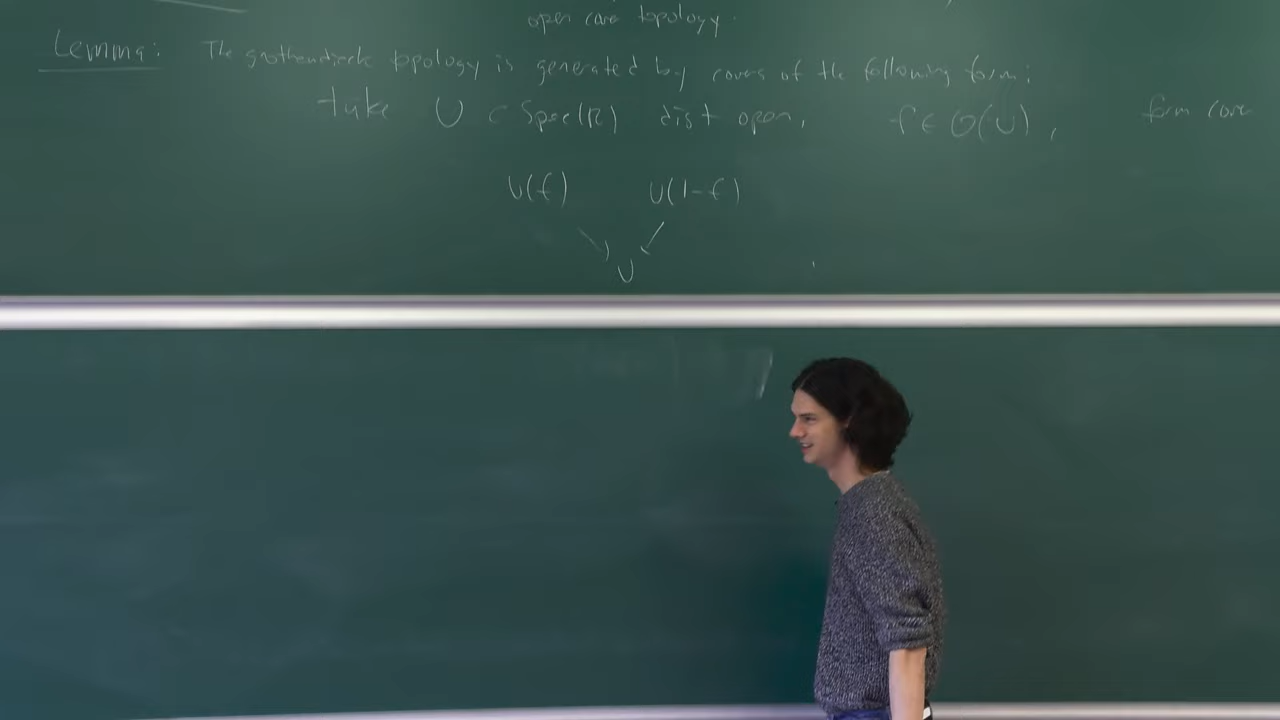 open cover topology.
Lemma: The grothendieck topology is generated by covers of the following form:
take U ⊂ Spec(R) dist open, f ∈ O(U), form cover
U(f) U(1-f)
↘ ↙
U